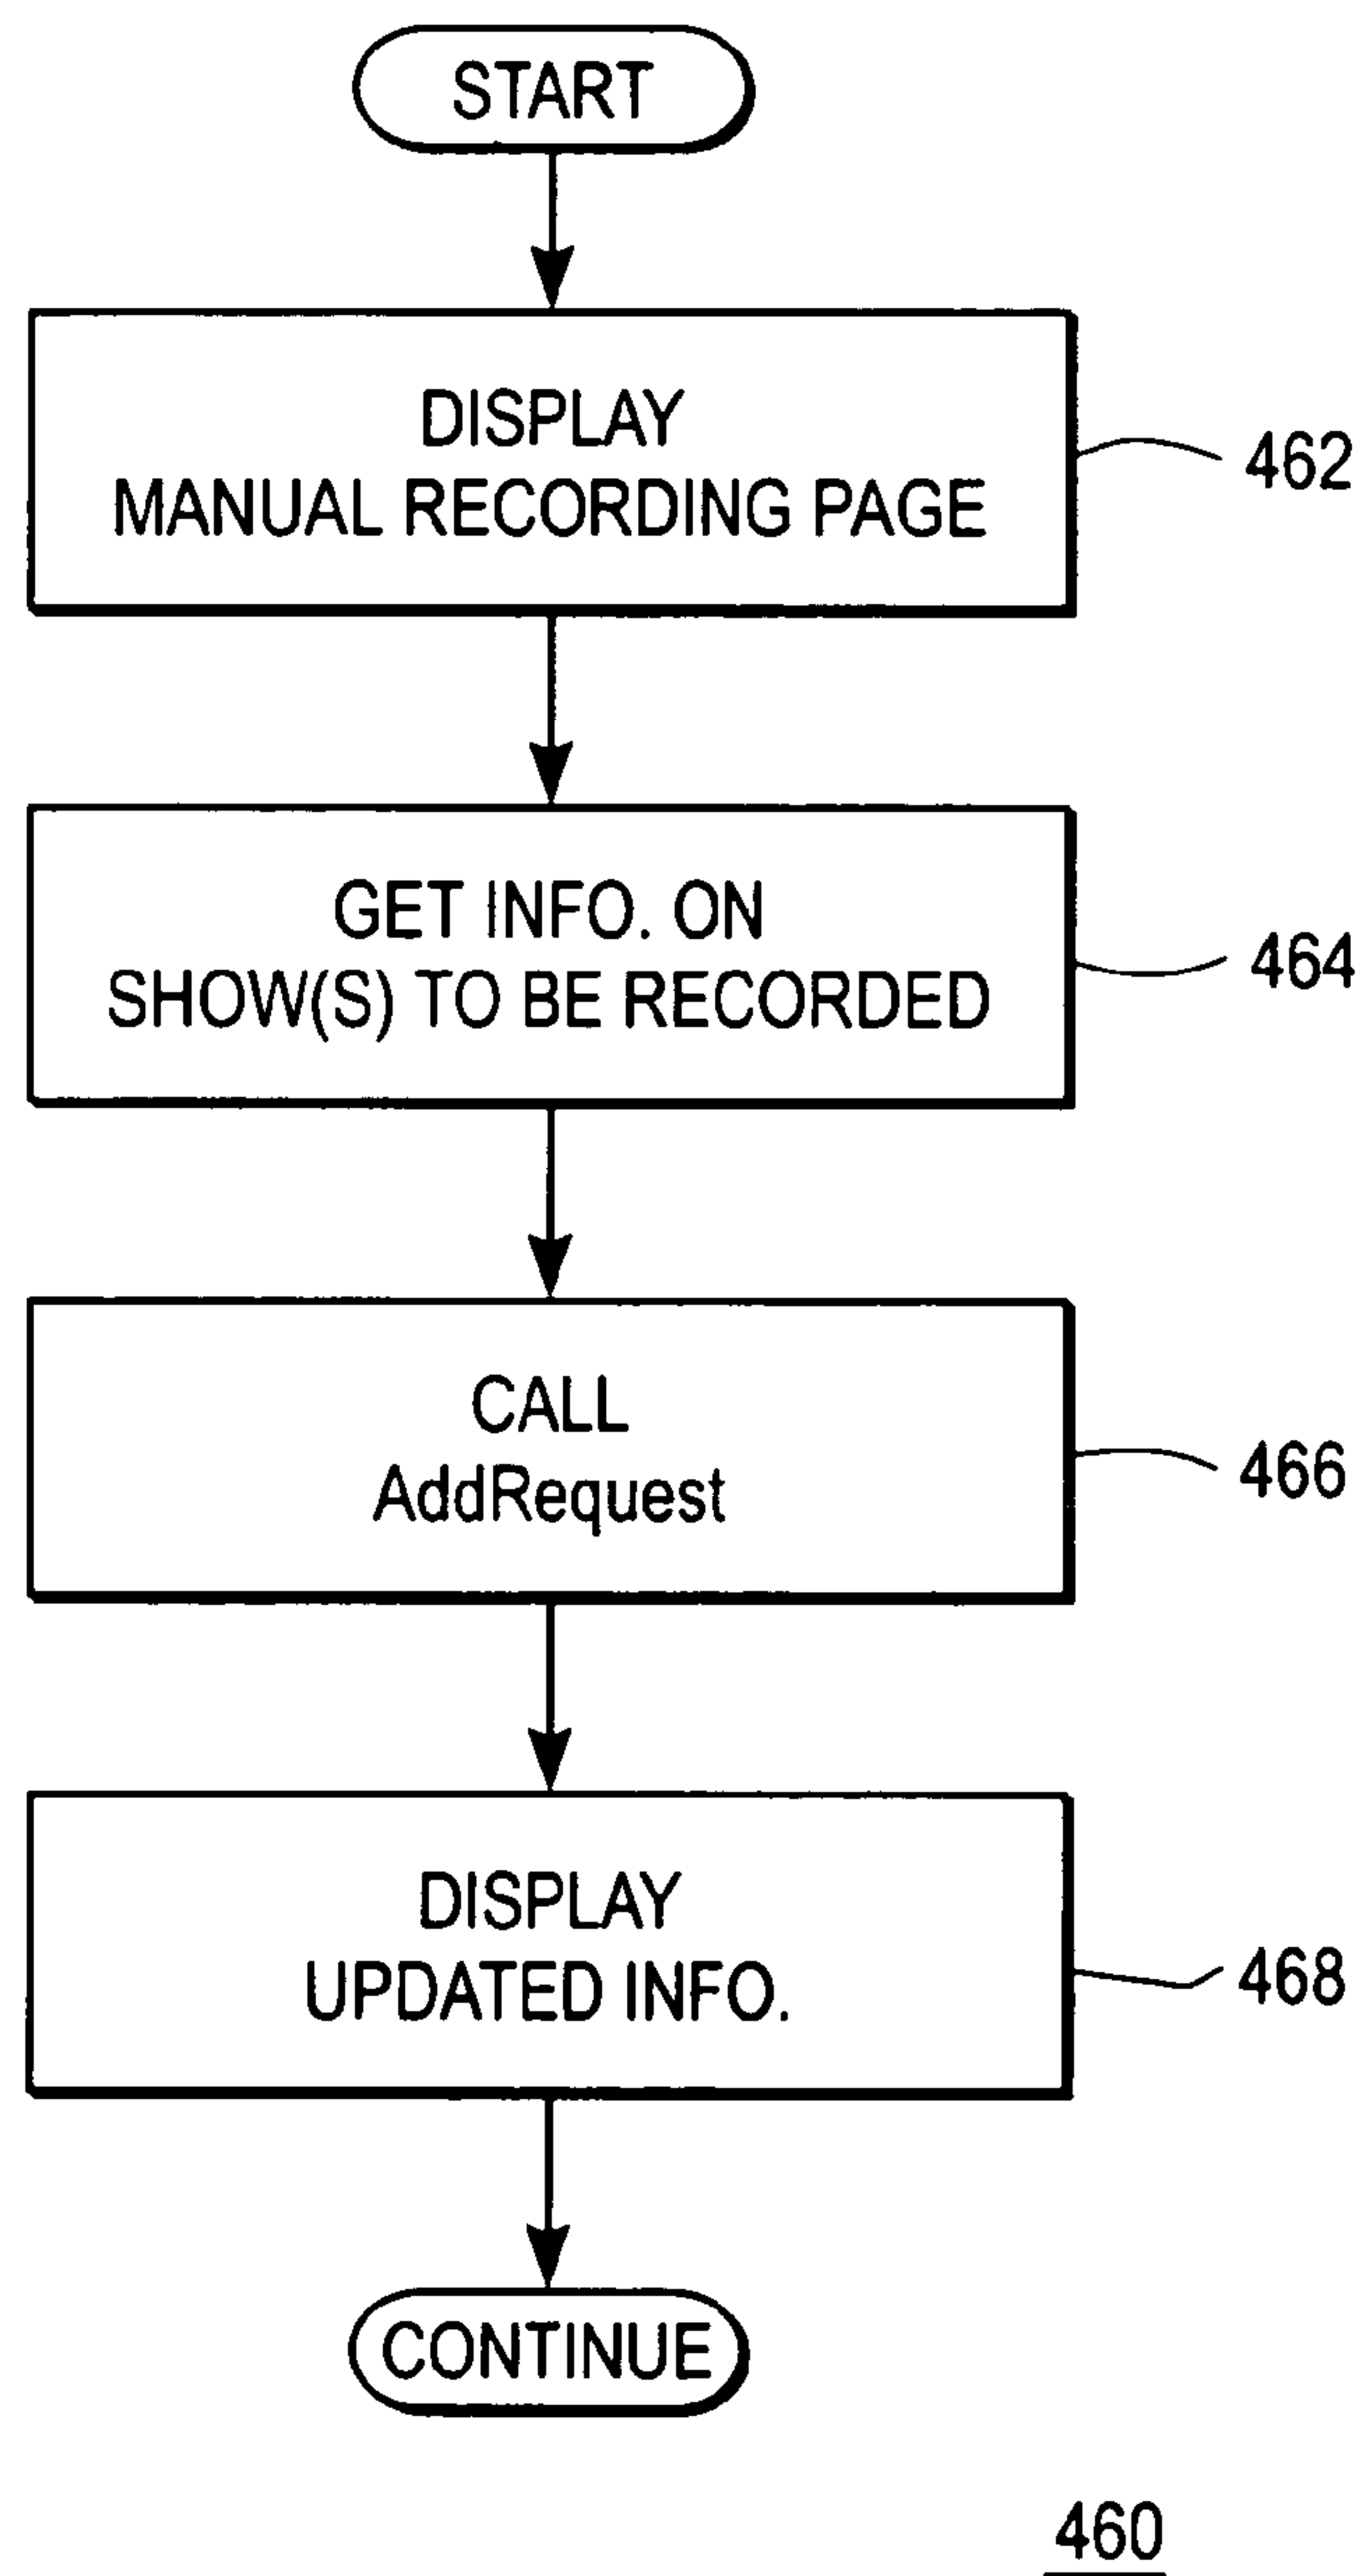 START
DISPLAY
MANUAL RECORDING PAGE
462
GET INFO. ON
SHOW(S) TO BE RECORDED
464
CALL
AddRequest
466
DISPLAY
UPDATED INFO.
468
CONTINUE
460